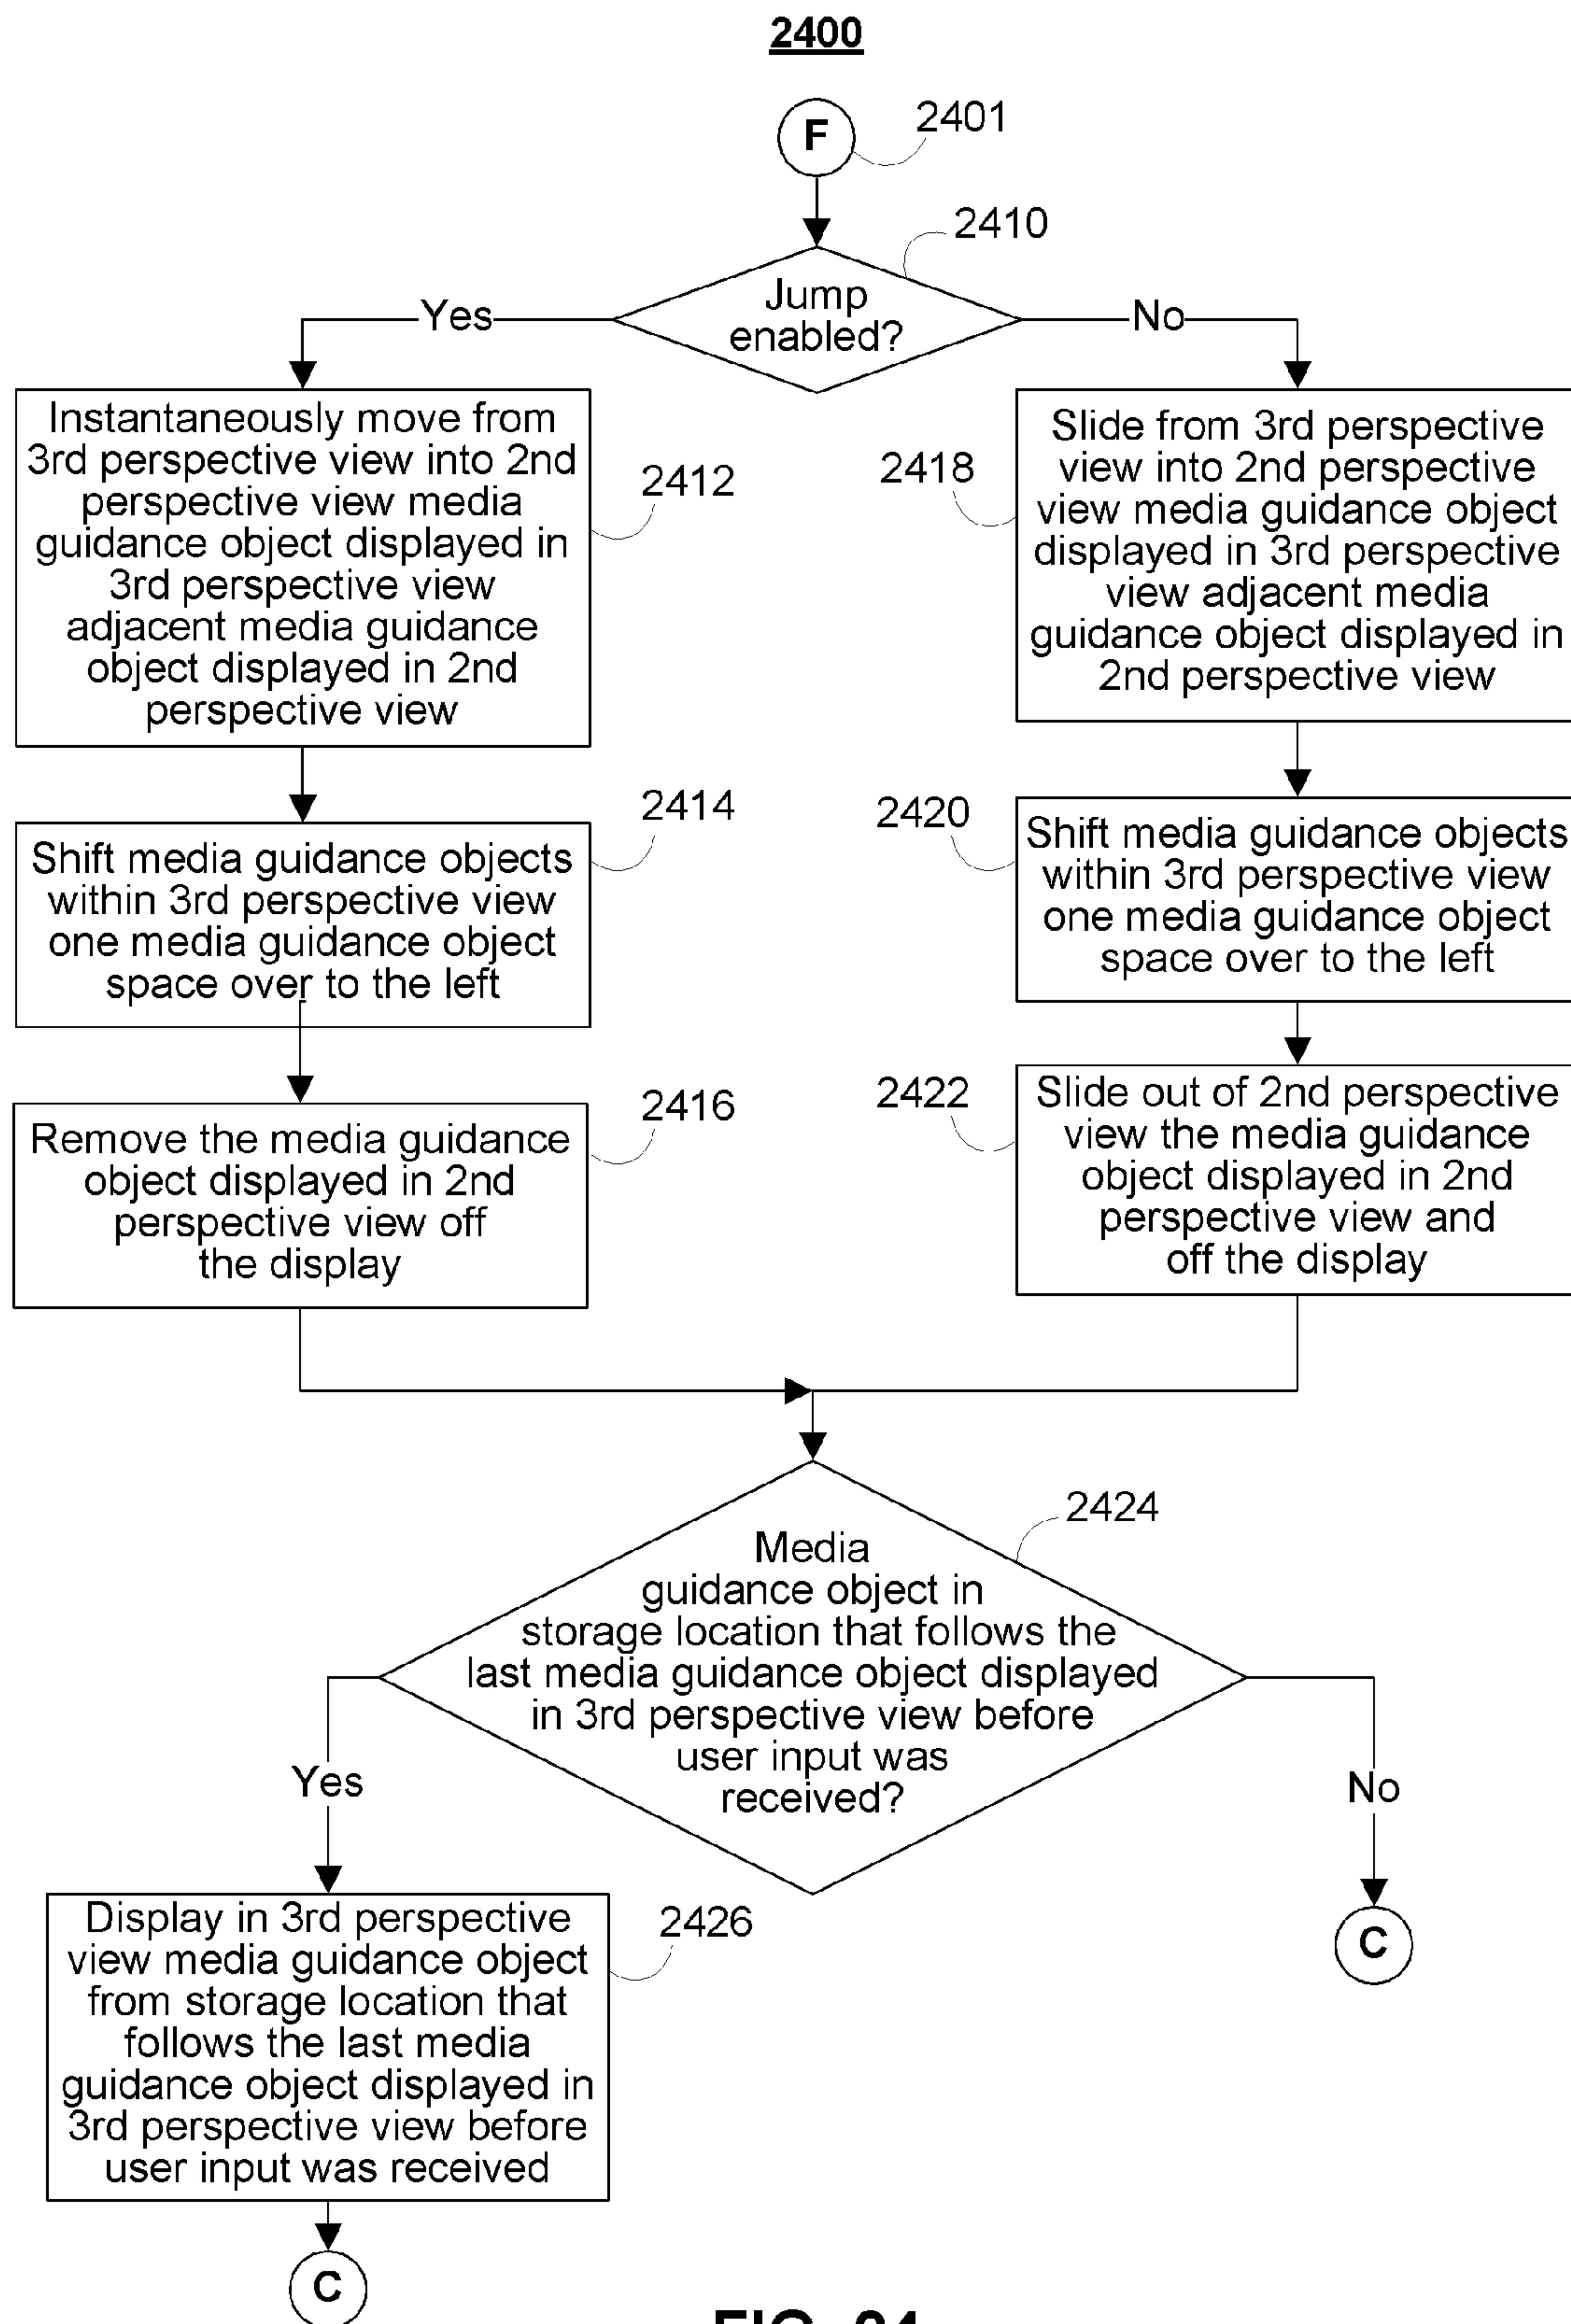 2400
F
2401
2410
Jump
enabled?
Yes
No
Instantaneously move from
3rd perspective view into 2nd
perspective view media
guidance object displayed in
3rd perspective view
adjacent media guidance
object displayed in 2nd
perspective view
2412
2418
Slide from 3rd perspective
view into 2nd perspective
view media guidance object
displayed in 3rd perspective
view adjacent media
guidance object displayed in
2nd perspective view
Shift media guidance objects
within 3rd perspective view
one media guidance object
space over to the left
2414
2420
Shift media guidance objects
within 3rd perspective view
one media guidance object
space over to the left
Remove the media guidance
object displayed in 2nd
perspective view off
the display
2416
2422
Slide out of 2nd perspective
view the media guidance
object displayed in 2nd
perspective view and
off the display
2424
Media
guidance object in
storage location that follows the
last media guidance object displayed
in 3rd perspective view before
user input was
received?
Yes
No
Display in 3rd perspective
view media guidance object
from storage location that
follows the last media
guidance object displayed in
3rd perspective view before
user input was received
2426
C
C
FIG. 24